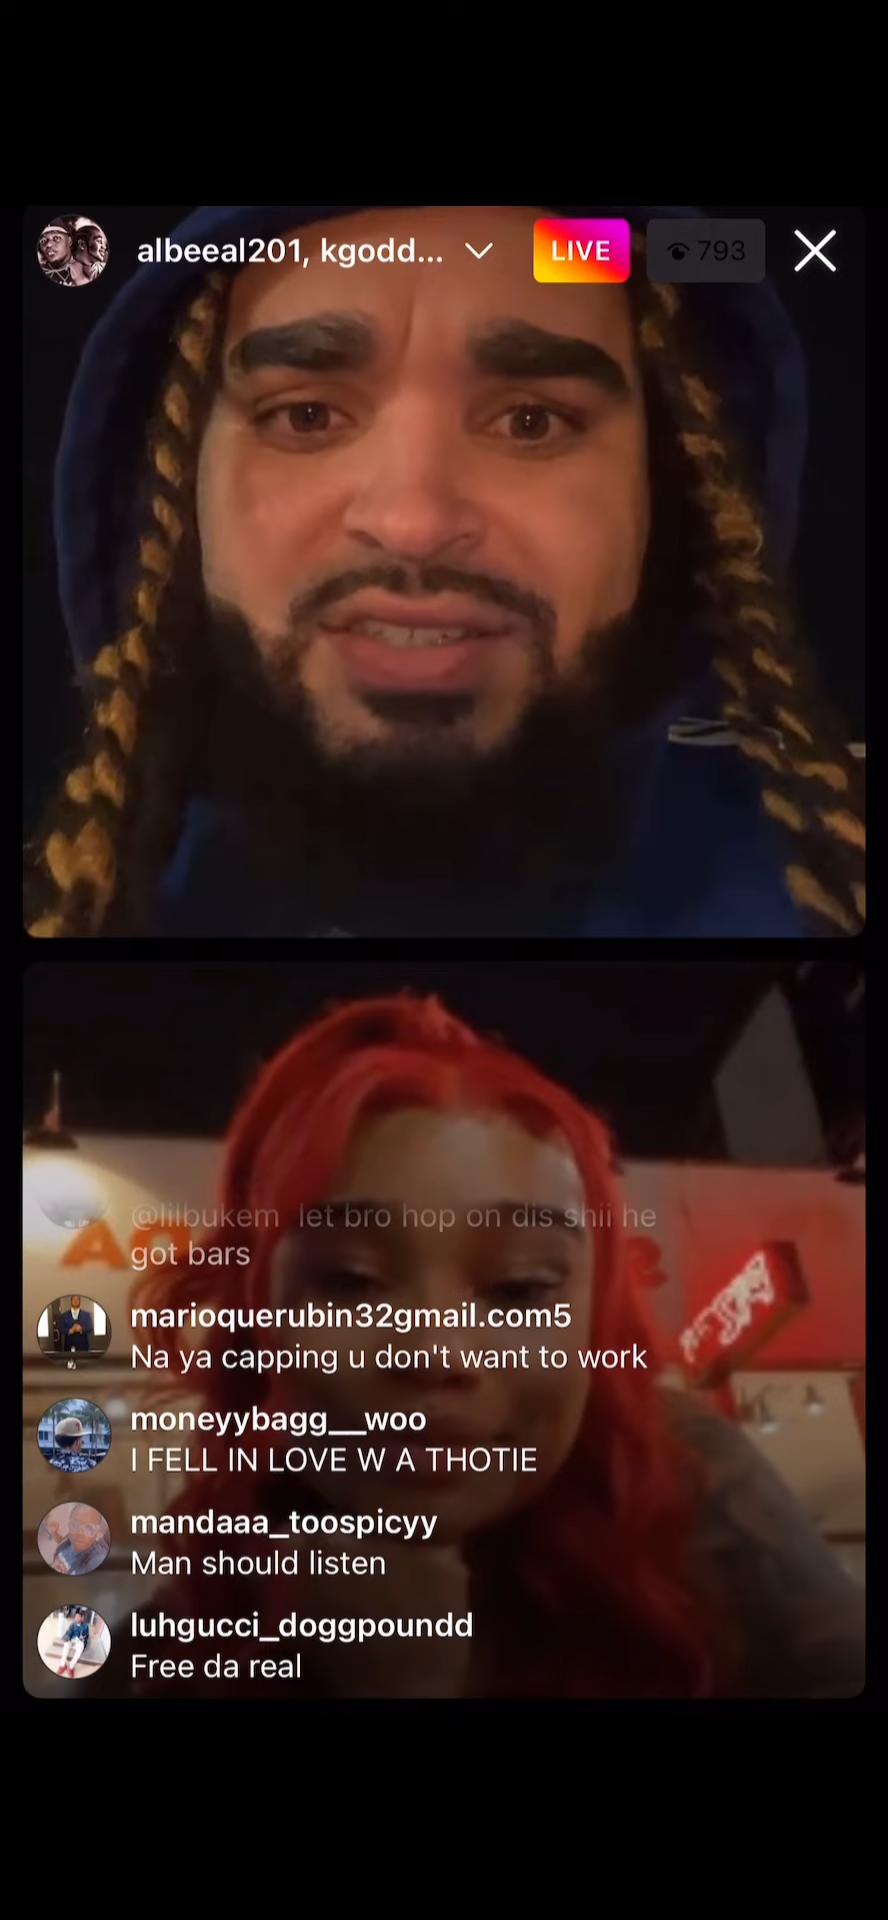 albeeal201, kgodd...
LIVE
793
@lilbukem let bro hop on dis shii he
got bars
marioquerubin32gmail.com5
Na ya capping u don't want to work
moneyybagg__woo
I FELL IN LOVE W A THOTIE
mandaaa_toospicyy
Man should listen
luhgucci_doggpoundd
Free da real